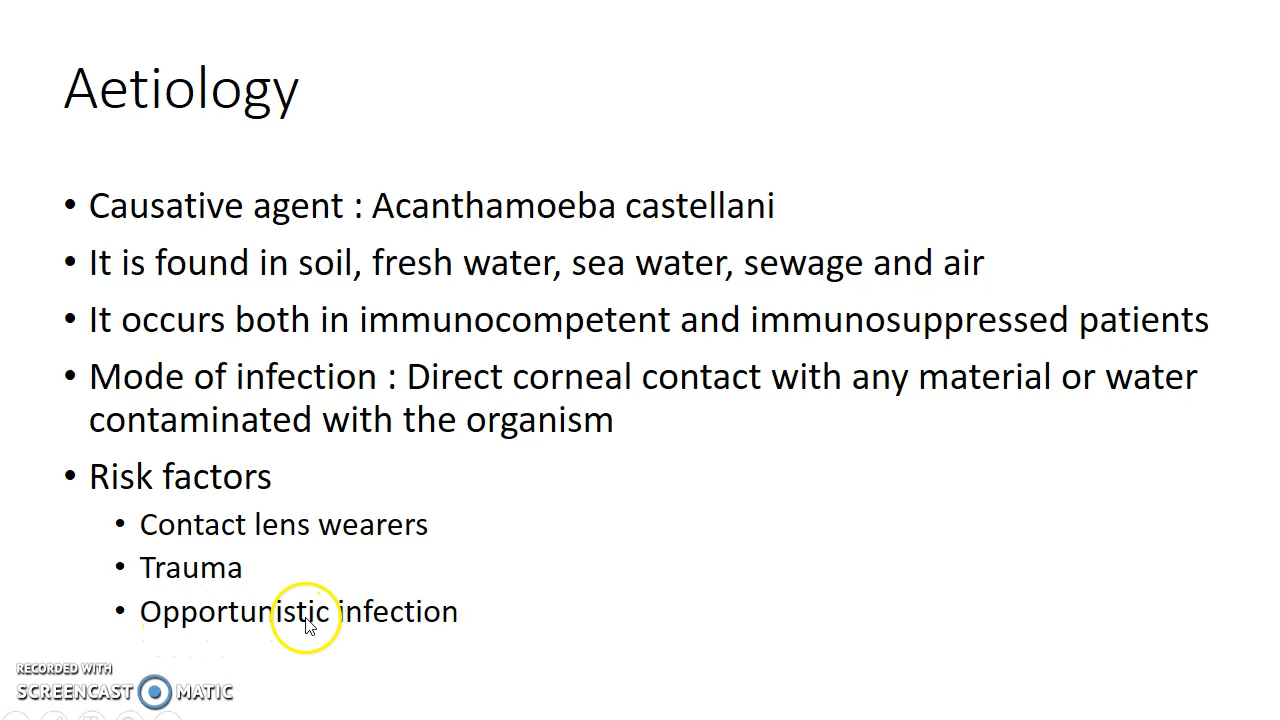 Aetiology
• Causative agent : Acanthamoeba castellani
• It is found in soil, fresh water, sea water, sewage and air
• It occurs both in immunocompetent and immunosuppressed patients
• Mode of infection : Direct corneal contact with any material or water
contaminated with the organism
• Risk factors
• Contact lens wearers
• Trauma
• Opportunistic infection
RECORDED WITH
SCREENCAST MATIC